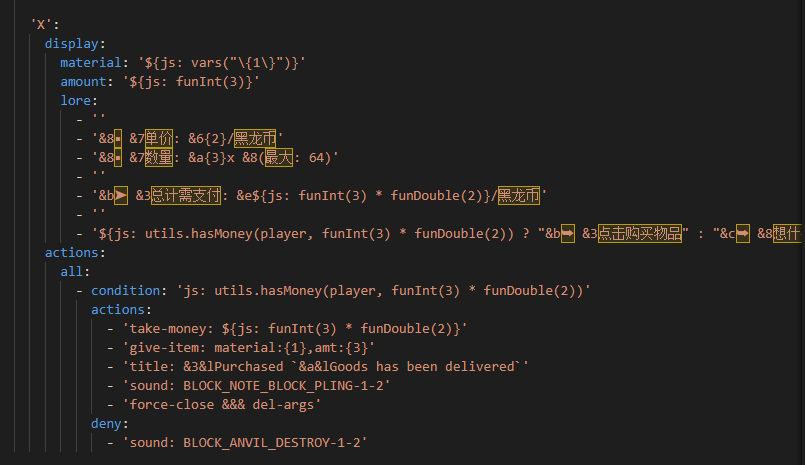 'X':
display:
material: '${js: vars("\{1\}")}'
amount: '${js: funInt(3)}'
lore:
- ''
- '&8▪ &7单价: &6{2}/黑龙币'
- '&8▪ &7数量: &a{3}x &8(最大: 64)'
- ''
- '&b➤ &3总计需支付: &e${js: funInt(3) * funDouble(2)}/黑龙币'
- ''
- '${js: utils.hasMoney(player, funInt(3) * funDouble(2)) ? "&b➥ &3点击购买物品" : "&c➥ &8想什
actions:
all:
- condition: 'js: utils.hasMoney(player, funInt(3) * funDouble(2))'
actions:
- 'take-money: ${js: funInt(3) * funDouble(2)}'
- 'give-item: material:{1},amt:{3}'
- 'title: &3&lPurchased `&a&lGoods has been delivered`'
- 'sound: BLOCK_NOTE_BLOCK_PLING-1-2'
- 'force-close &&& del-args'
deny:
- 'sound: BLOCK_ANVIL_DESTROY-1-2'